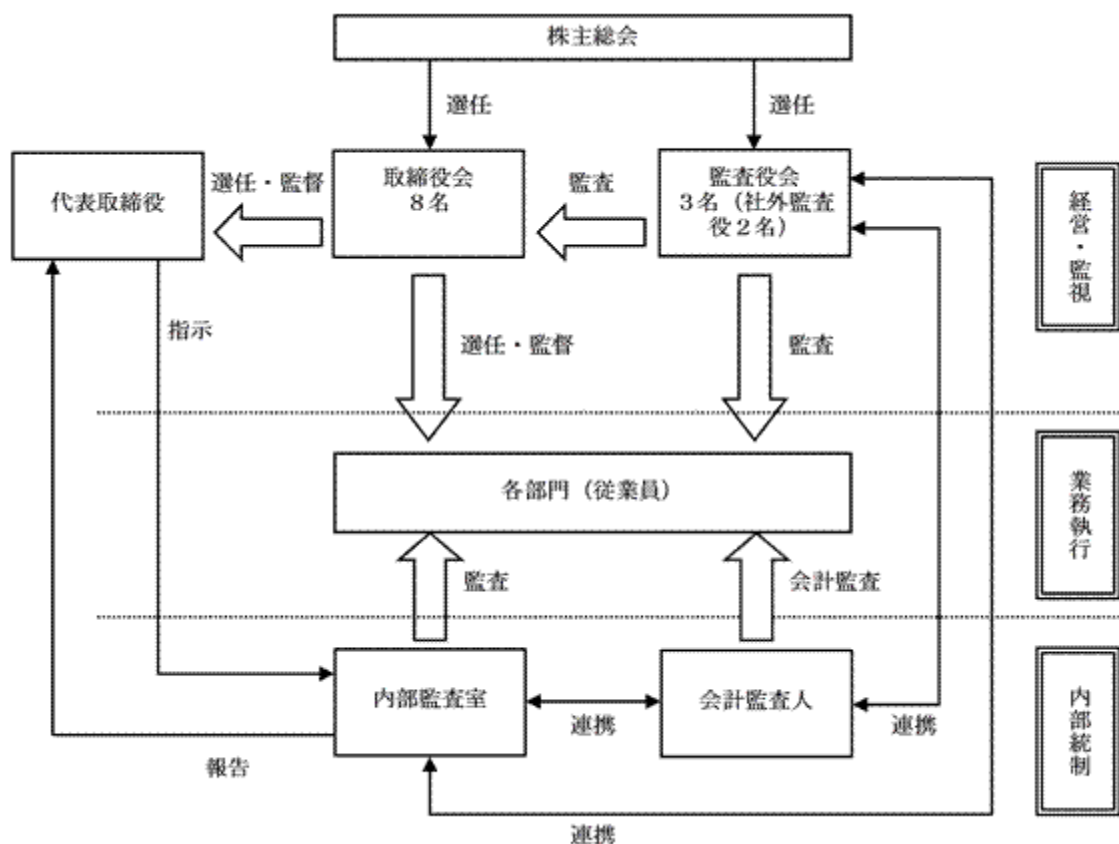 株主総会
選任
選任
代表取締役
選任・監督
取締役会
8名
監査
監査役会
3名(社外監査
役2名)
経営・監視
指示
選任・監督
監査
各部門(従業員)
業務執行
監査
会計監査
内部監査室
連携
会計監査人
連携
内部統制
報告
連携